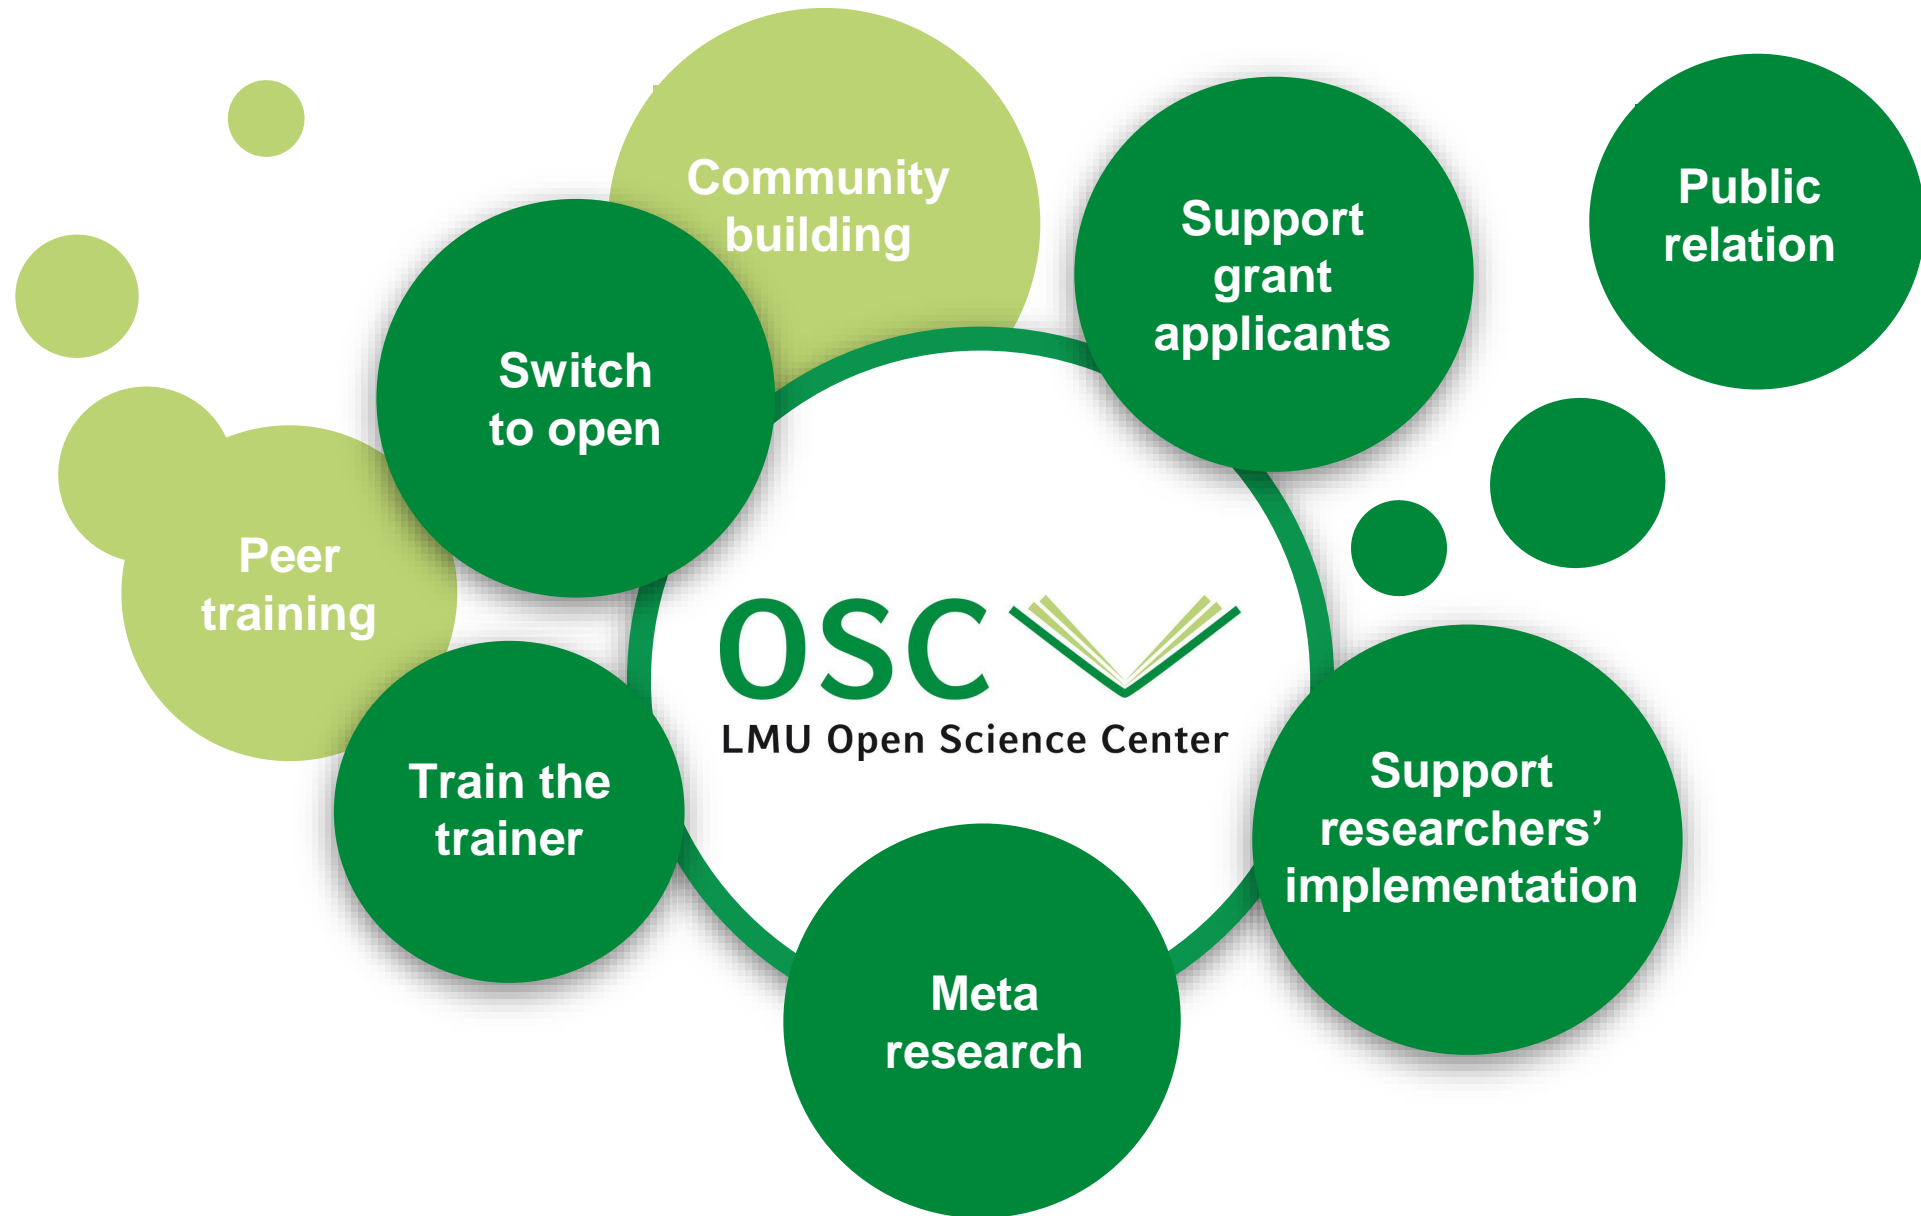 Community
building
Support
grant
applicants
Public
relation
Switch
to open
Peer
training
OSC
LMU Open Science Center
Train the
trainer
Support
researchers’
implementation
Meta
research